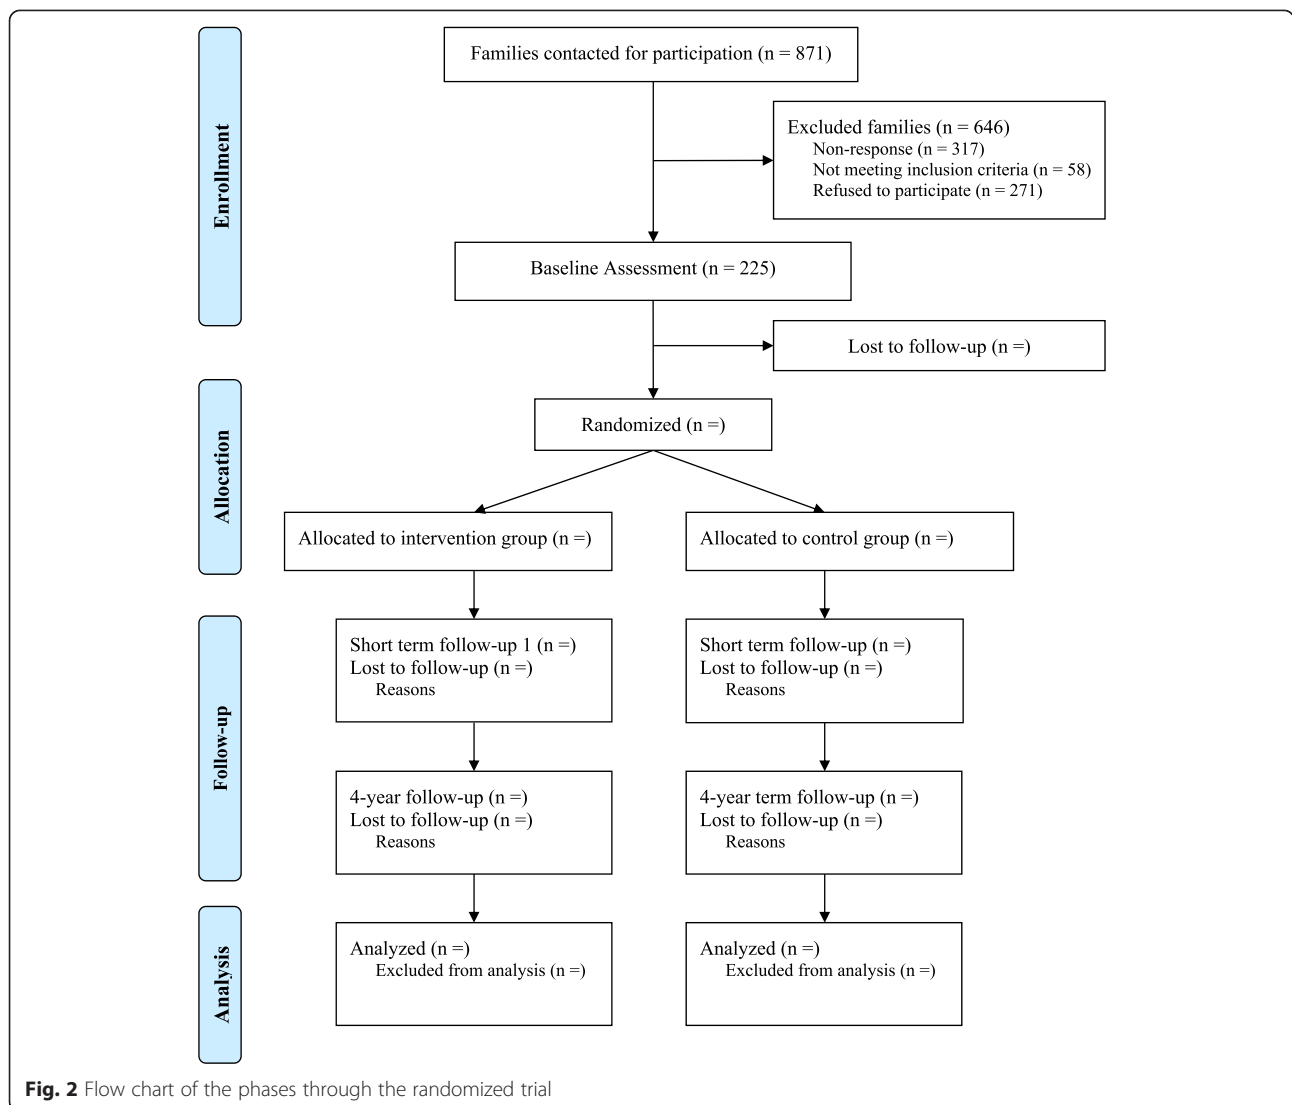 Enrollment
Families contacted for participation (n = 871)
Excluded families (n = 646)
Non-response (n = 317)
Not meeting inclusion criteria (n = 58)
Refused to participate (n = 271)
Baseline Assessment (n = 225)
Lost to follow-up (n =)
Allocation
Randomized (n =)
Allocated to intervention group (n =)
Allocated to control group (n =)
Follow-up
Short term follow-up 1 (n =)
Lost to follow-up (n =)
Reasons
Short term follow-up (n =)
Lost to follow-up (n =)
Reasons
4-year follow-up (n =)
Lost to follow-up (n =)
Reasons
4-year term follow-up (n =)
Lost to follow-up (n =)
Reasons
Analysis
Analyzed (n =)
Excluded from analysis (n =)
Analyzed (n =)
Excluded from analysis (n =)
Fig. 2 Flow chart of the phases through the randomized trial